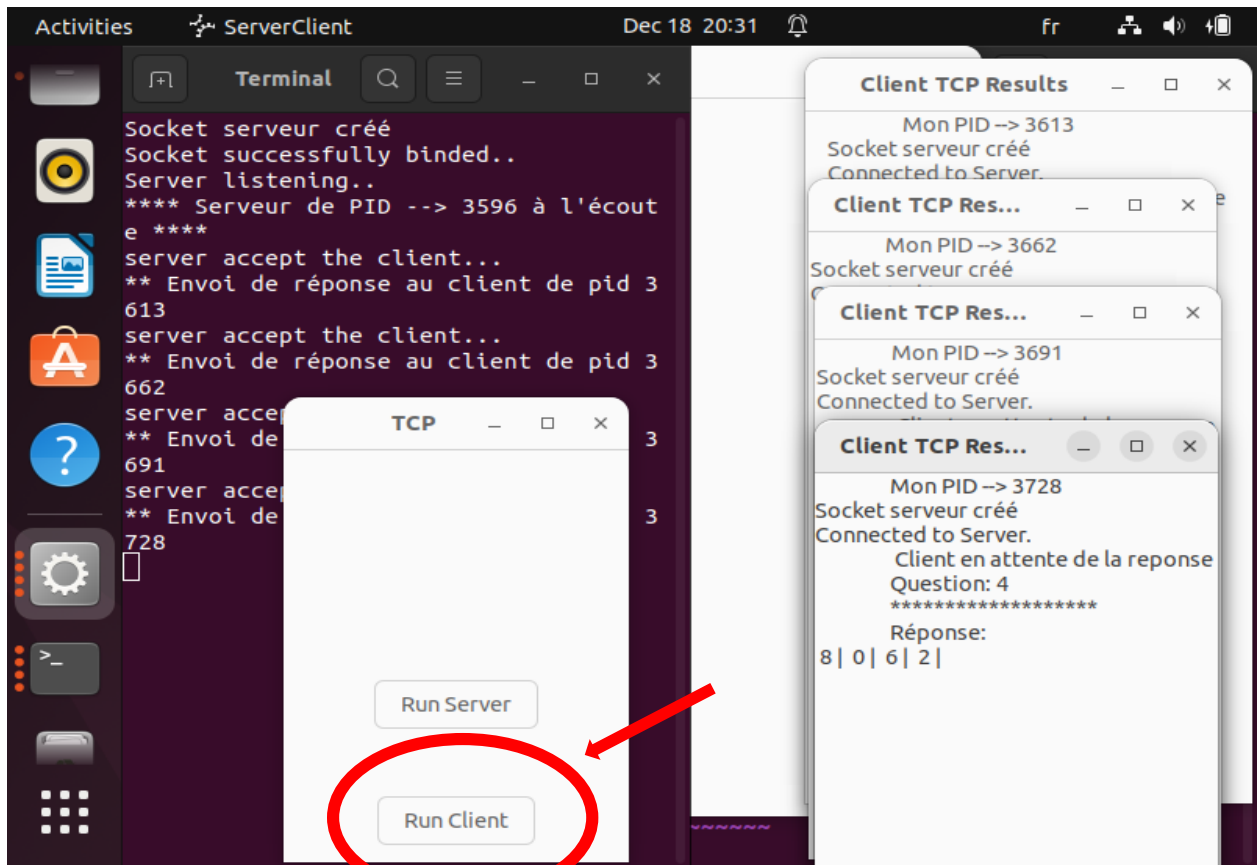 Activities ServerClient Dec 18 20:31 fr
Terminal
Socket serveur créé
Socket successfully binded..
Server listening..
**** Serveur de PID --> 3596 à l'écout
e ****
server accept the client...
** Envoi de réponse au client de pid 3
613
server accept the client...
** Envoi de réponse au client de pid 3
662
server
** Envoi de 3
691
server
** Envoi de 3
728
TCP
Run Server
Run Client
Client TCP Results
Mon PID --> 3613
Socket serveur créé
Connected to Server.
Client TCP Res...
Mon PID --> 3662
Socket serveur créé
Client TCP Res...
Mon PID --> 3691
Socket serveur créé
Connected to Server.
Client TCP Res...
Mon PID --> 3728
Socket serveur créé
Connected to Server.
Client en attente de la reponse
Question: 4
*******************
Réponse:
8| 0| 6| 2|
~~~~~~